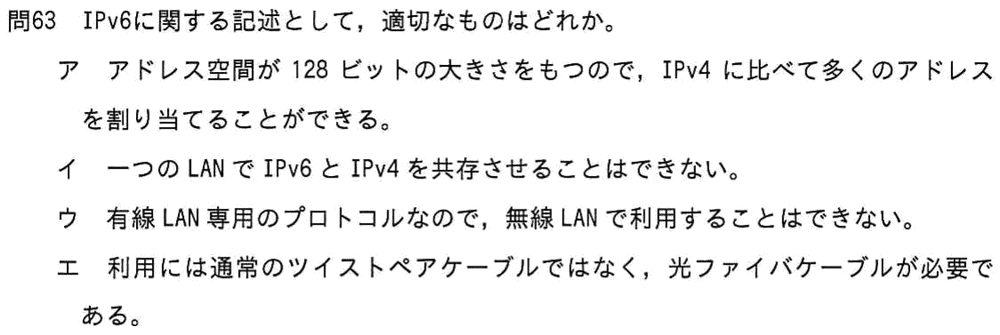 問63 IPv6に関する記述として，適切なものはどれか。
ア アドレス空間が 128 ビットの大きさをもつので，IPv4 に比べて多くのアドレス
を割り当てることができる。
イ 一つの LAN で IPv6 と IPv4 を共存させることはできない。
ウ 有線 LAN 専用のプロトコルなので，無線 LAN で利用することはできない。
エ 利用には通常のツイストペアケーブルではなく，光ファイバケーブルが必要で
ある。